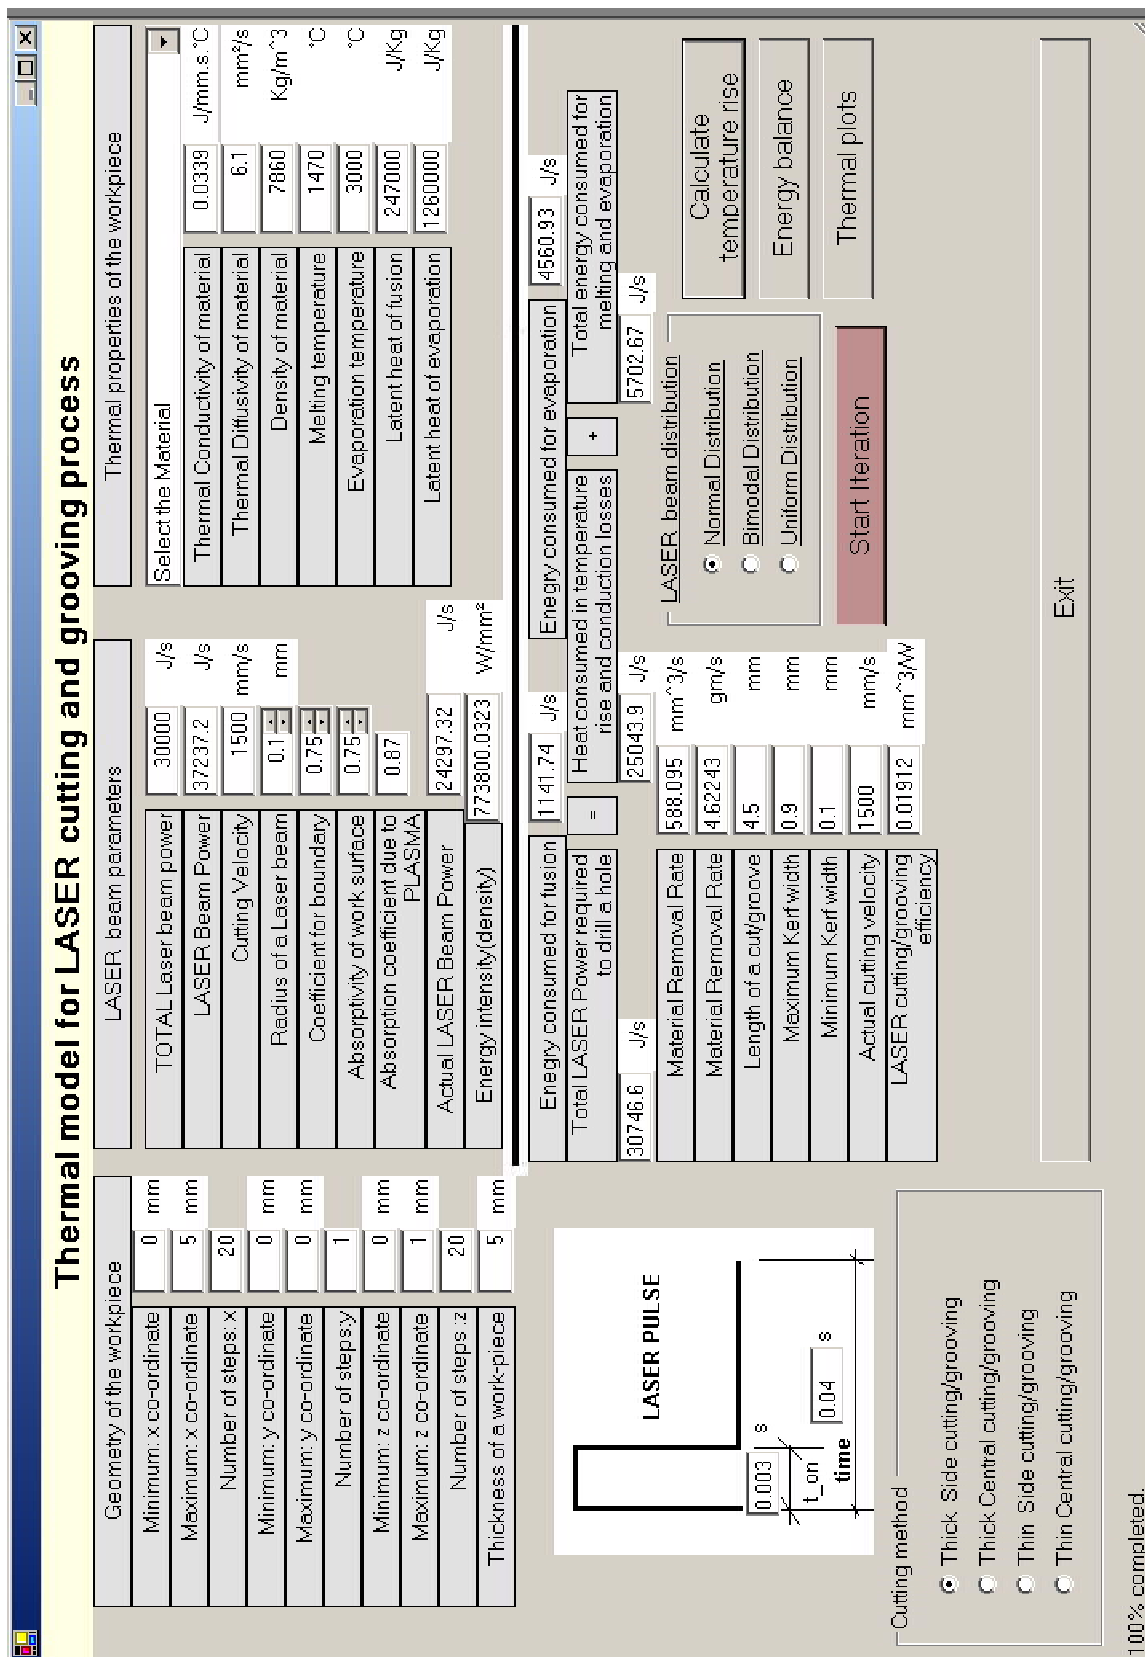 Thermal model for LASER cutting and grooving process
Geometry of the workpiece
Minimum: x co-ordinate 0 mm
Maximum: x co-ordinate 5 mm
Number of steps: x 20
Minimum: y co-ordinate 0 mm
Maximum: y co-ordinate 0 mm
Number of steps:y 1
Minimum: z co-ordinate 0 mm
Maximum: z co-ordinate 1 mm
Number of steps :z 20
Thickness of a work-piece 5 mm
LASER beam parameters
TOTAL Laser beam power 30000 J/s
LASER Beam Power 37237.2 J/s
Cutting Velocity 1500 mm/s
Radius of a Laser beam 0.1 mm
Coefficient for boundary 0.75
Absorptivity of work surface 0.75
Absorption coefficient due to
PLASMA 0.87
Actual LASER Beam Power 24297.32 J/s
Energy intensity(density) 773800.0323 W/mm²
Thermal properties of the workpiece
Select the Material
Thermal Conductivity of material 0.0339 J/mm.s.°C
Thermal Diffusivity of material 6.1 mm²/s
Density of material 7860 Kg/m^3
Melting temperature 1470 °C
Evaporation temperature 3000 °C
Latent heat of fusion 247000 J/Kg
Latent heat of evaporation 1260000 J/Kg
LASER PULSE
0.003 s
t_on
0.04 s
time
Enegry consumed for fusion 1141.74 J/s
Enegry consumed for evaporation 4560.93 J/s
Total LASER Power required
to drill a hole
=
Heat consumed in temperature
rise and conduction losses
+
Total energy consumed for
melting and evaporation
30746.6 J/s
25043.9 J/s
5702.67 J/s
Material Removal Rate 588.095 mm^3/s
Material Removal Rate 4.62243 gm/s
Length of a cut/groove 4.5 mm
Maximum Kerf width 0.9 mm
Minimum Kerf width 0.1 mm
Actual cutting velocity 1500 mm/s
LASER cutting/grooving
efficiency 0.01912 mm^3/W
LASER beam distribution
Normal Distribution
Bimodal Distribution
Uniform Distribution
Start Iteration
Calculate
temperature rise
Energy balance
Thermal plots
Cutting method
Thick Side cutting/grooving
Thick Central cutting/grooving
Thin Side cutting/grooving
Thin Central cutting/grooving
Exit
100% completed.